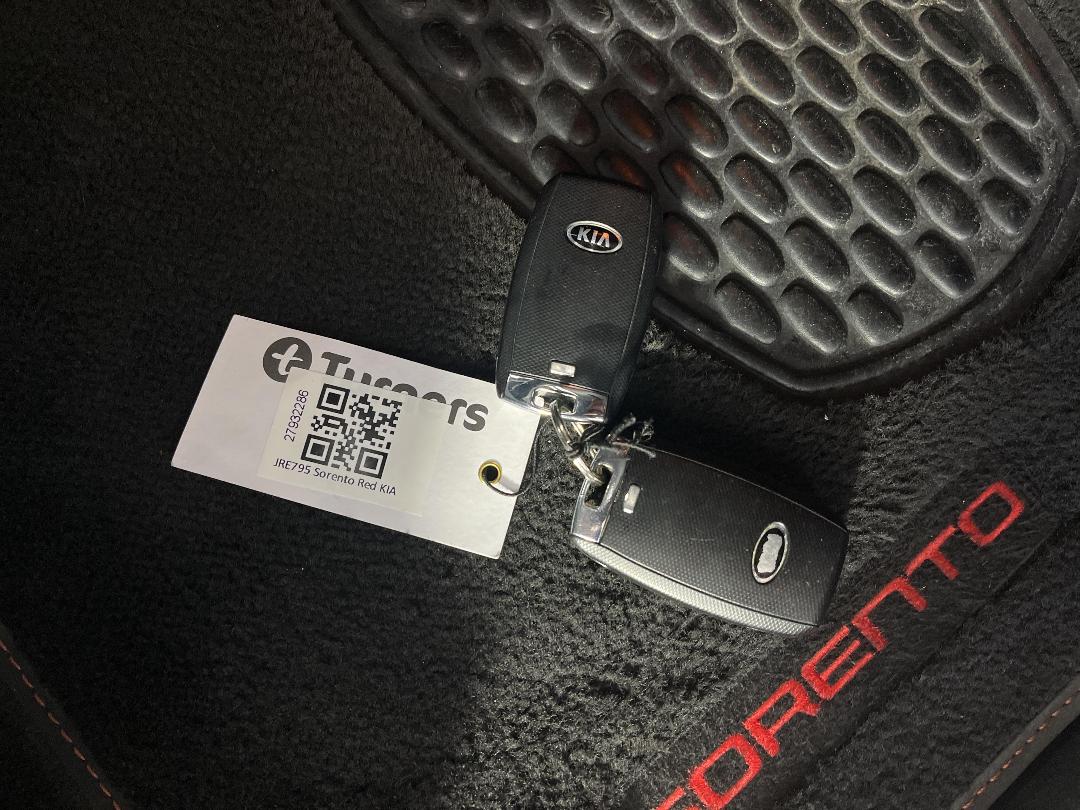 KIA
Turners
27932286
JRE795 Sorento Red KIA
SORENTO